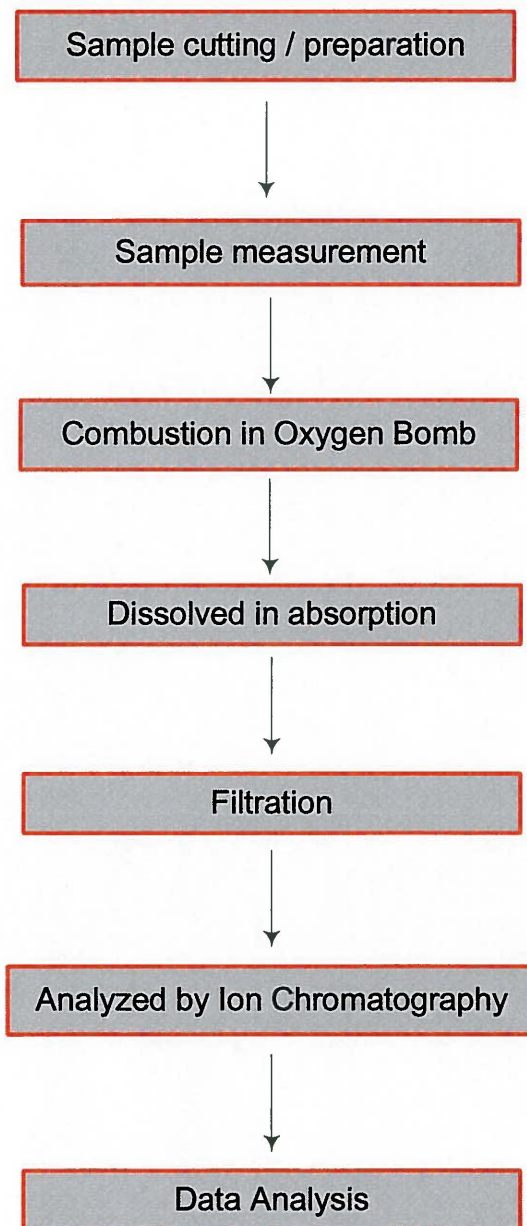 Sample cutting / preparation
Sample measurement
Combustion in Oxygen Bomb
Dissolved in absorption
Filtration
Analyzed by Ion Chromatography
Data Analysis